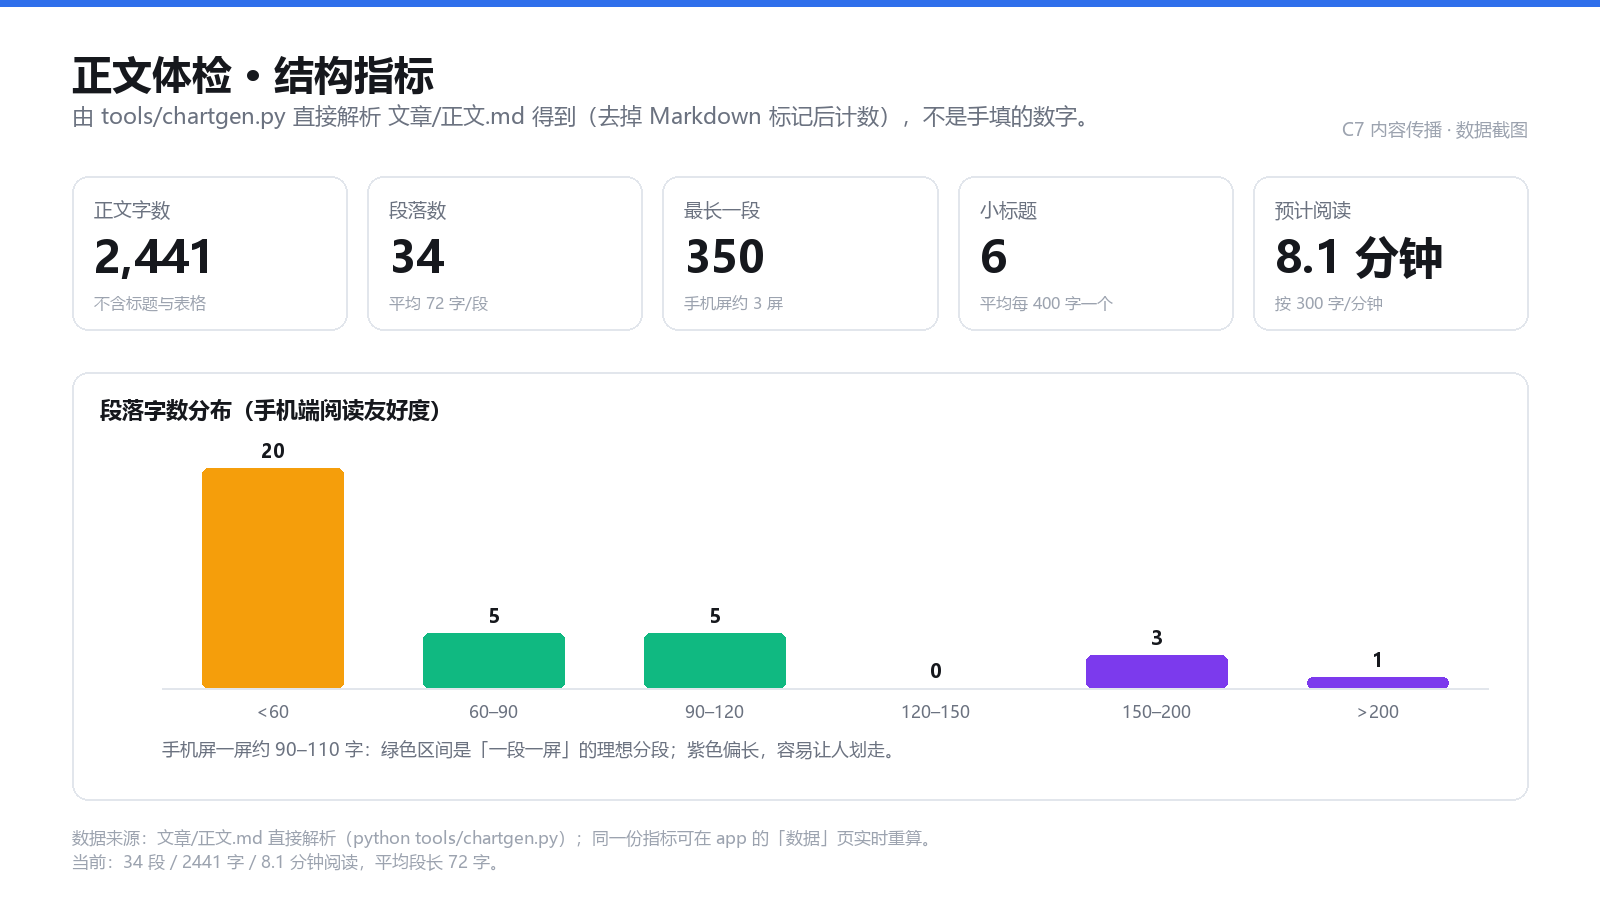 正文体检 · 结构指标
由 tools/chartgen.py 直接解析 文章/正文.md 得到（去掉 Markdown 标记后计数），不是手填的数字。
C7 内容传播 · 数据截图
正文字数
2,441
不含标题与表格
段落数
34
平均 72 字/段
最长一段
350
手机屏约 3 屏
小标题
6
平均每 400 字一个
预计阅读
8.1 分钟
按 300 字/分钟
段落字数分布（手机端阅读友好度）
20
5
5
0
3
1
<60
60–90
90–120
120–150
150–200
>200
手机屏一屏约 90–110 字：绿色区间是「一段一屏」的理想分段；紫色偏长，容易让人划走。
数据来源：文章/正文.md 直接解析（python tools/chartgen.py）；同一份指标可在 app 的「数据」页实时重算。
当前：34 段 / 2441 字 / 8.1 分钟阅读，平均段长 72 字。